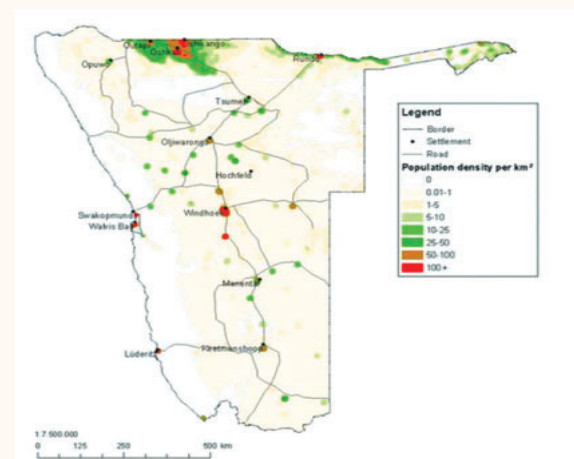 Opuwo
Rundu
Tsumeb
Otjiwarongo
Hochfeld
Swakopmund
Walvis Bay
Windhoek
Mariental
Lüderitz
Keetmanshoop
Legend
Border
Settlement
Road
Population density per km²
0
0.01-1
1-5
5-10
10-25
25-50
50-100
100+
1:7.500.000
0 125 250 500 km